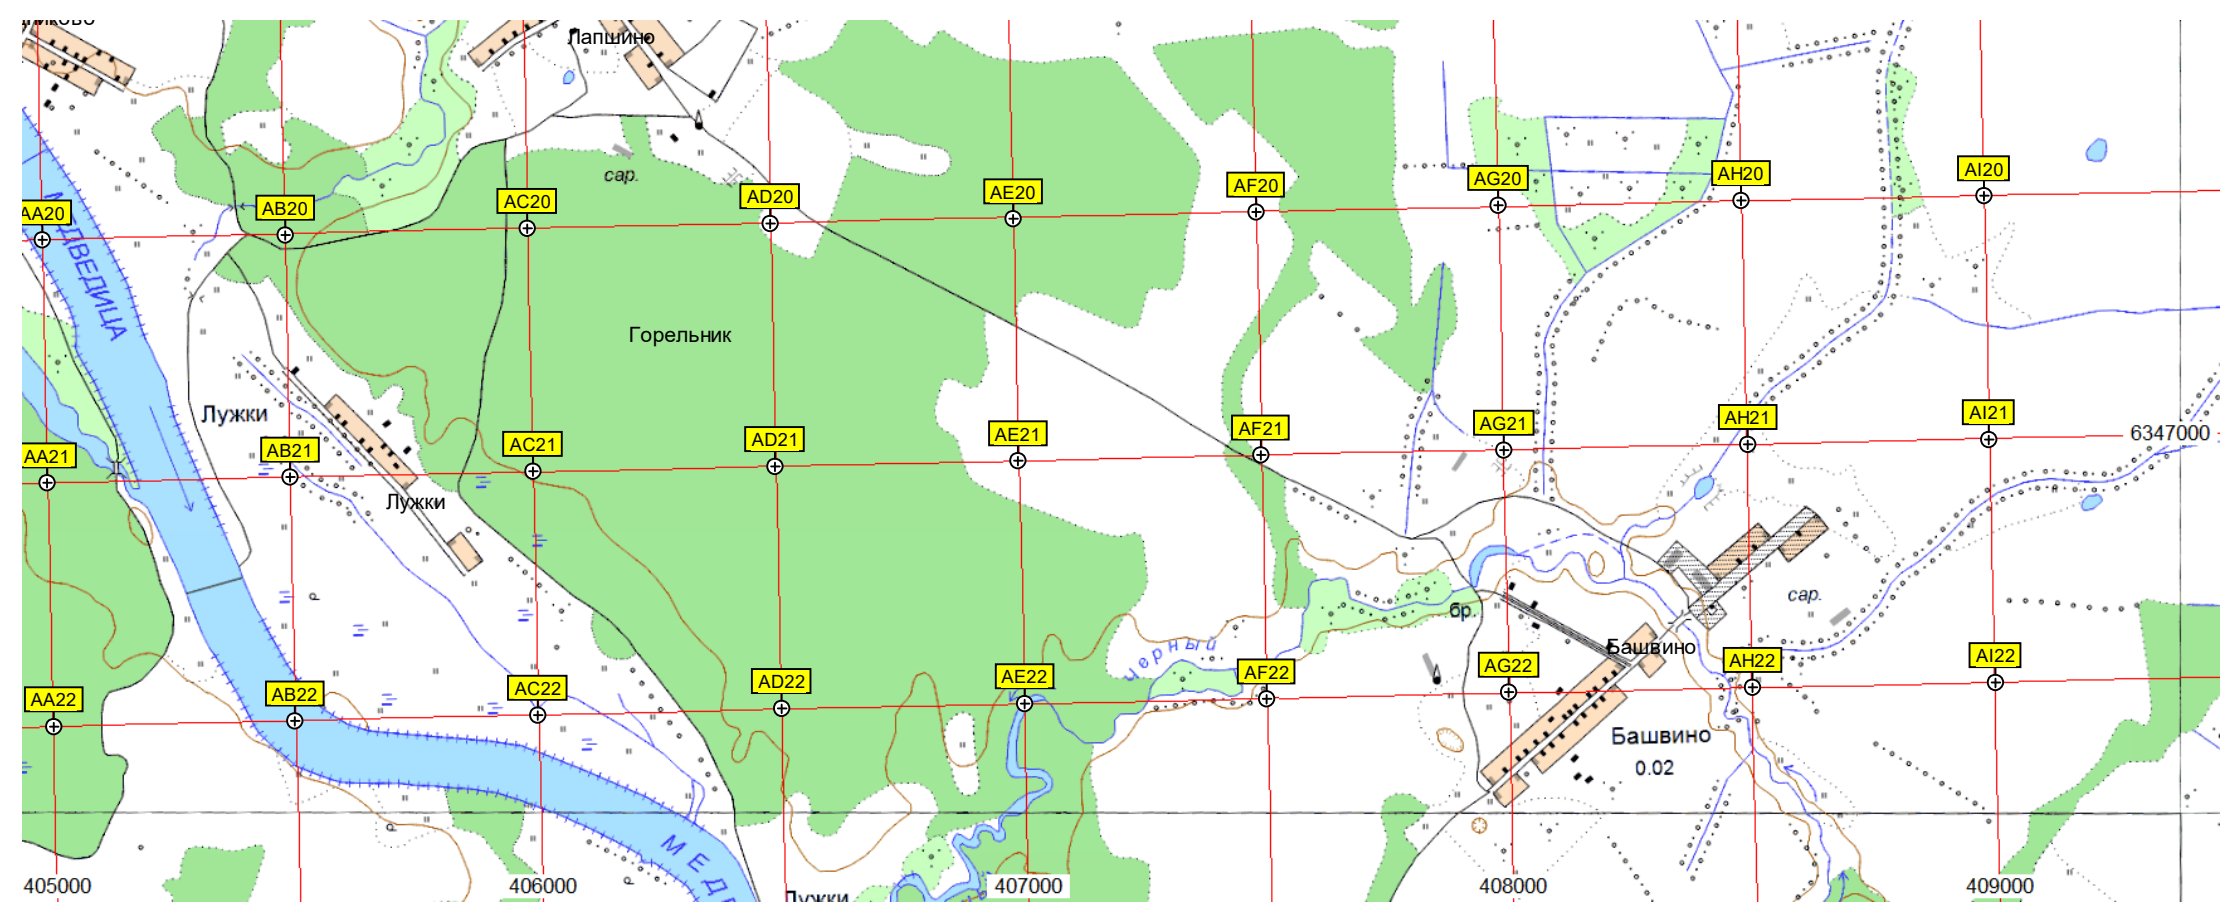 Лапшино
сар.
AA20
AB20
AC20
AD20
AE20
AF20
AG20
AH20
AI20
МЕДВЕДИЦА
Горельник
Лужки
AA21
AB21
AC21
AD21
AE21
AF21
AG21
AH21
AI21
6347000
Лужки
сар.
бр.
Черный
Башвино
AA22
AB22
AC22
AD22
AE22
AF22
AG22
AH22
AI22
Башвино
0.02
МЕД
405000
406000
407000
408000
409000
Лужки